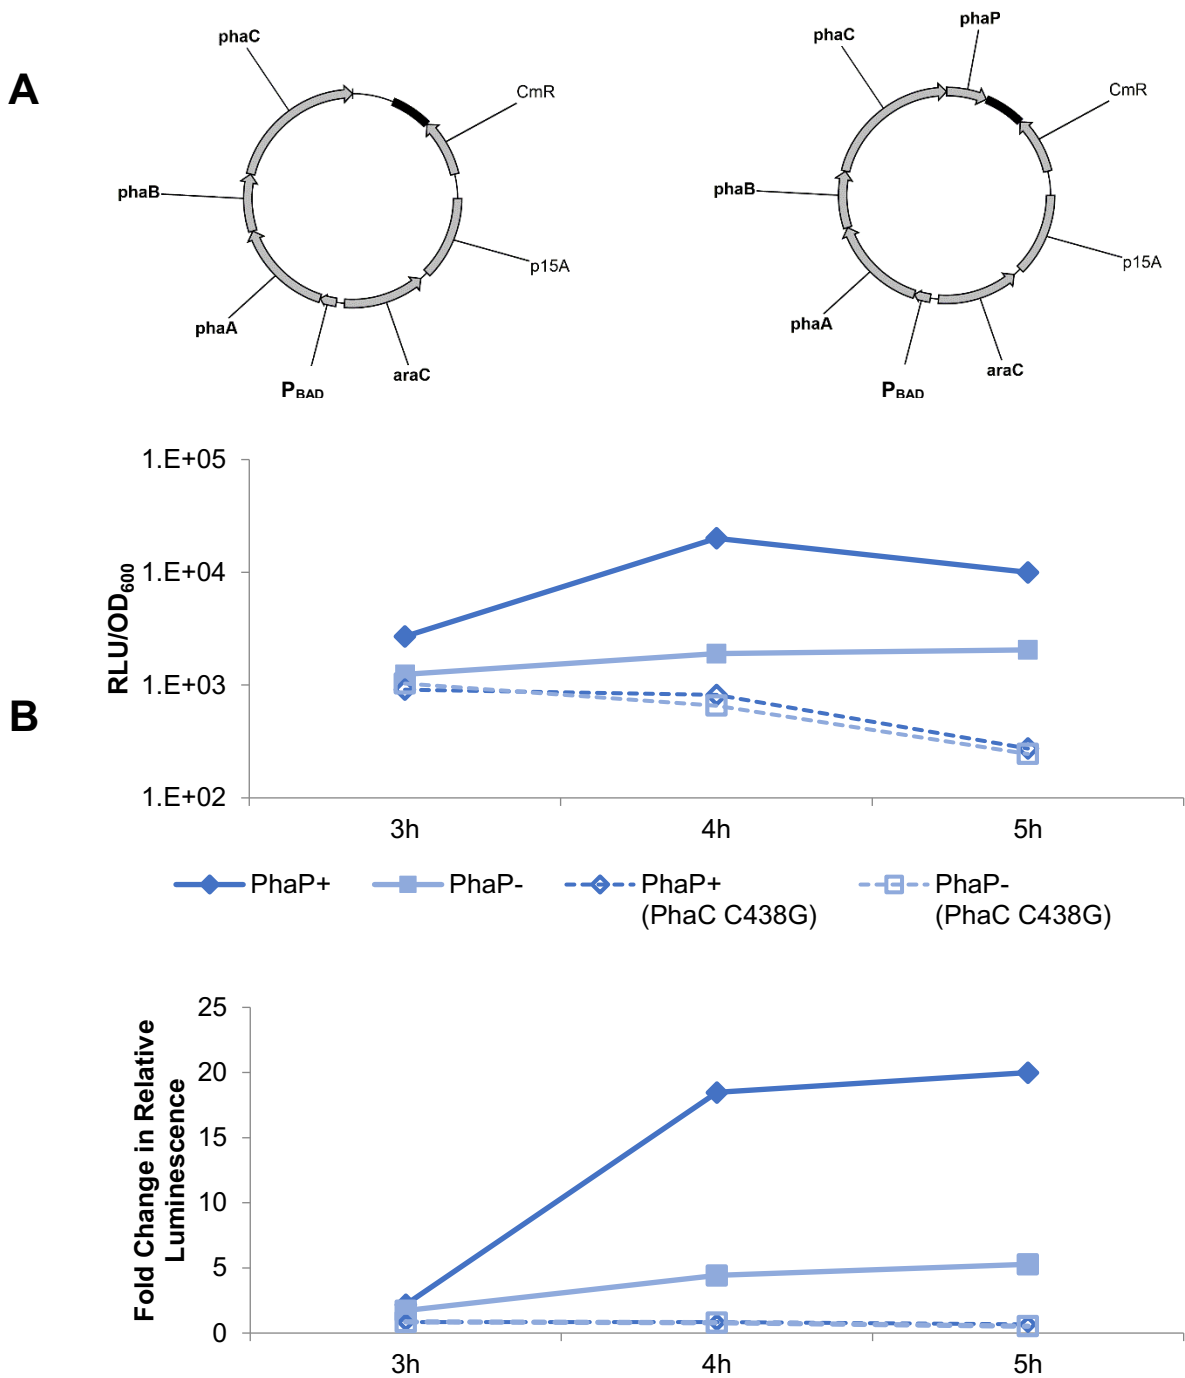 A
phaC
CmR
phaB
p15A
phaA
araC
PBAD
phaP
phaC
CmR
phaB
p15A
phaA
araC
PBAD
B
RLU/OD600
1.E+05
1.E+04
1.E+03
1.E+02
3h 4h 5h
PhaP+ PhaP- PhaP+ PhaP-
(PhaC C438G) (PhaC C438G)
Fold Change in Relative
Luminescence
25
20
15
10
5
0
3h 4h 5h